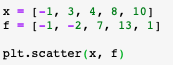 x = [-1, 3, 4, 8, 10]
f = [-1, -2, 7, 13, 1]
plt.scatter(x, f)